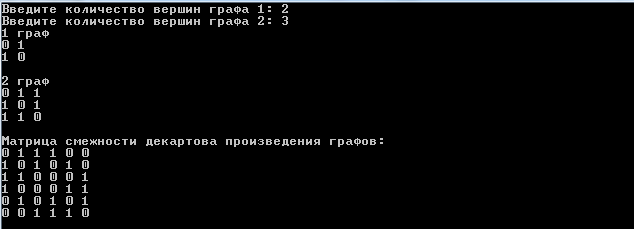 Введите количество вершин графа 1: 2
Введите количество вершин графа 2: 3
1 граф
0 1
1 0
2 граф
0 1 1
1 0 1
1 1 0
Матрица смежности декартова произведения графов:
0 1 1 1 0 0
1 0 1 0 1 0
1 1 0 0 0 1
1 0 0 0 1 1
0 1 0 1 0 1
0 0 1 1 1 0